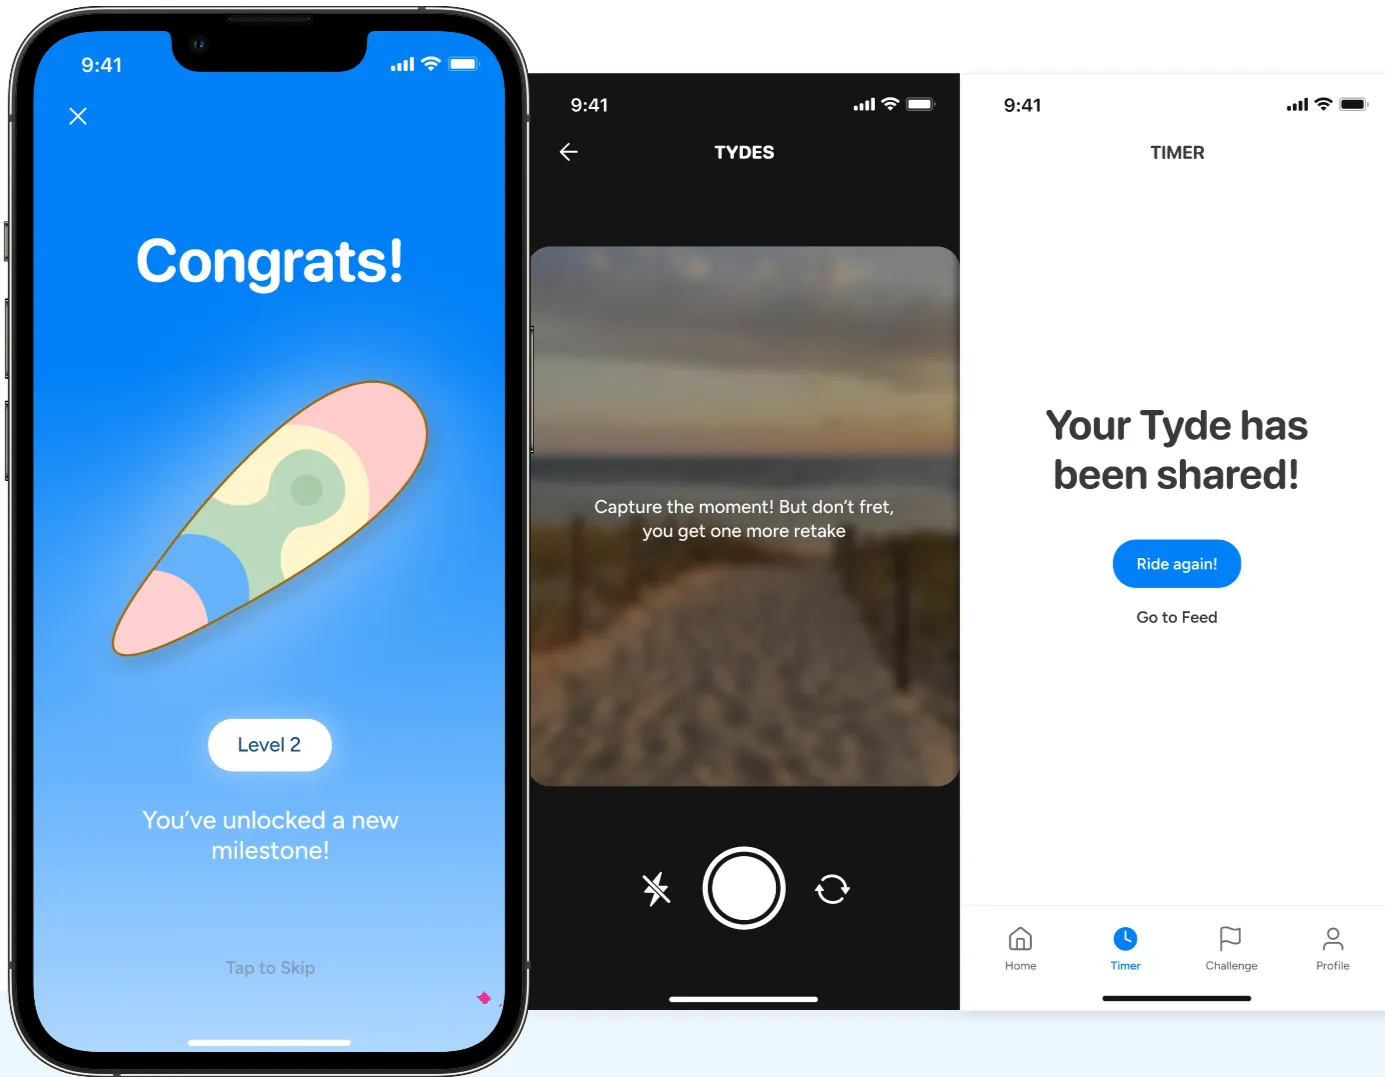 9:41
Congrats!
Level 2
You've unlocked a new
milestone!
Tap to Skip
9:41
TYDES
Capture the moment! But don't fret,
you get one more retake
9:41
TIMER
Your Tyde has
been shared!
Ride again!
Go to Feed
Home
Timer
Challenge
Profile